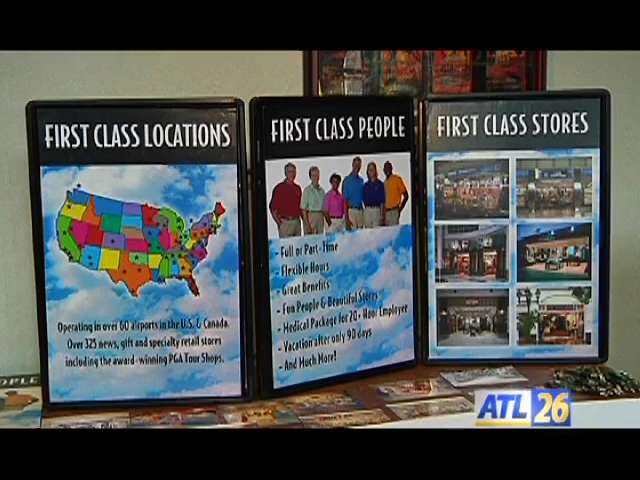 FIRST CLASS LOCATIONS
Operating in over 60 airports in the U.S. & Canada.
Over 325 news, gift and specialty retail stores
including the award-winning PGA Tour Shops.
FIRST CLASS PEOPLE
- Full or Part-Time
- Flexible Hours
- Great Benefits
- Fun People & Beautiful Stores
- Medical Package for 20+ Hour Employee
- Vacation after only 90 days
- And Much More!
FIRST CLASS STORES
PEOPLE
ATL 26